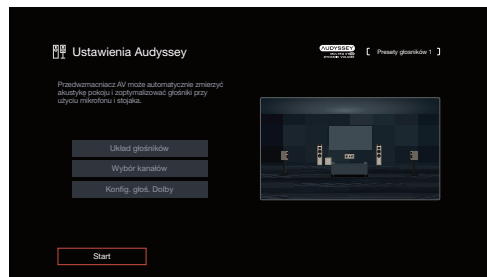 Ustawienia Audyssey
AUDYSSEY
[ Presety głośników 1 ]
Przedwzmacniacz AV może automatycznie zmierzyć
akustykę pokoju i zoptymalizować głośniki przy
użyciu mikrofonu i stojaka.
Układ głośników
Wybór kanałów
Konfig. głoś. Dolby
Start